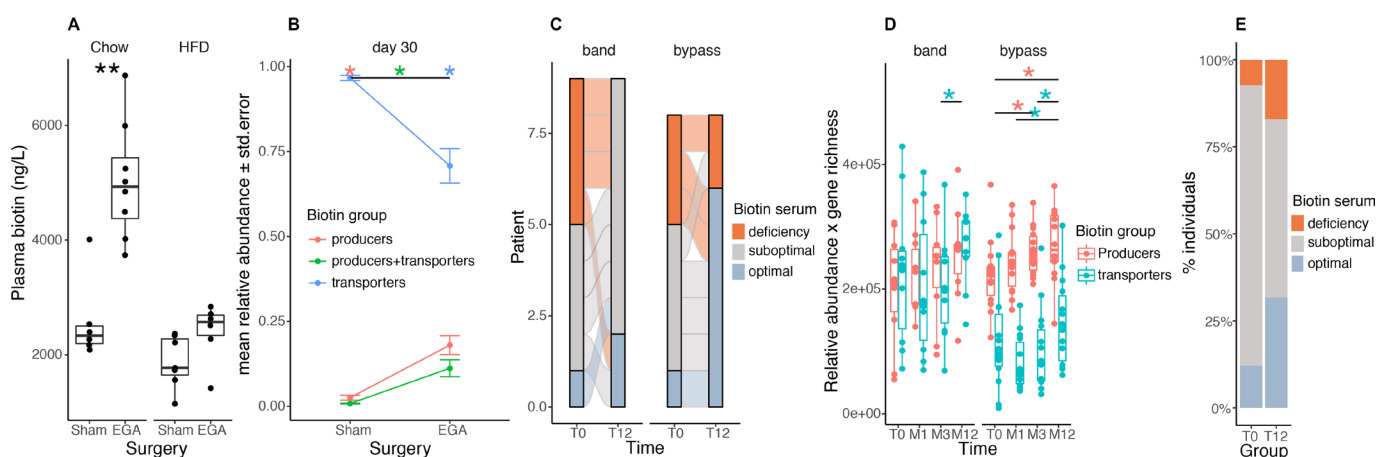 A
Chow
HFD
**
Plasma biotin (ng/L)
6000
4000
2000
Sham EGA
Sham EGA
Surgery
B
day 30
* * *
mean relative abundance ± std.error
1.00
0.75
0.50
0.25
0.00
Biotin group
producers
producers+transporters
transporters
Sham
EGA
Surgery
C
band
bypass
Patient
7.5
5.0
2.5
0.0
T0
T12
T0
T12
Time
Biotin serum
deficiency
suboptimal
optimal
D
band
bypass
*
*
*
*
*
Relative abundance x gene richness
4e+05
2e+05
0e+00
T0 M1 M3 M12
T0 M1 M3 M12
Time
Biotin group
Producers
transporters
E
% individuals
100%
75%
50%
25%
0%
T0 T12
Group
Biotin serum
deficiency
suboptimal
optimal